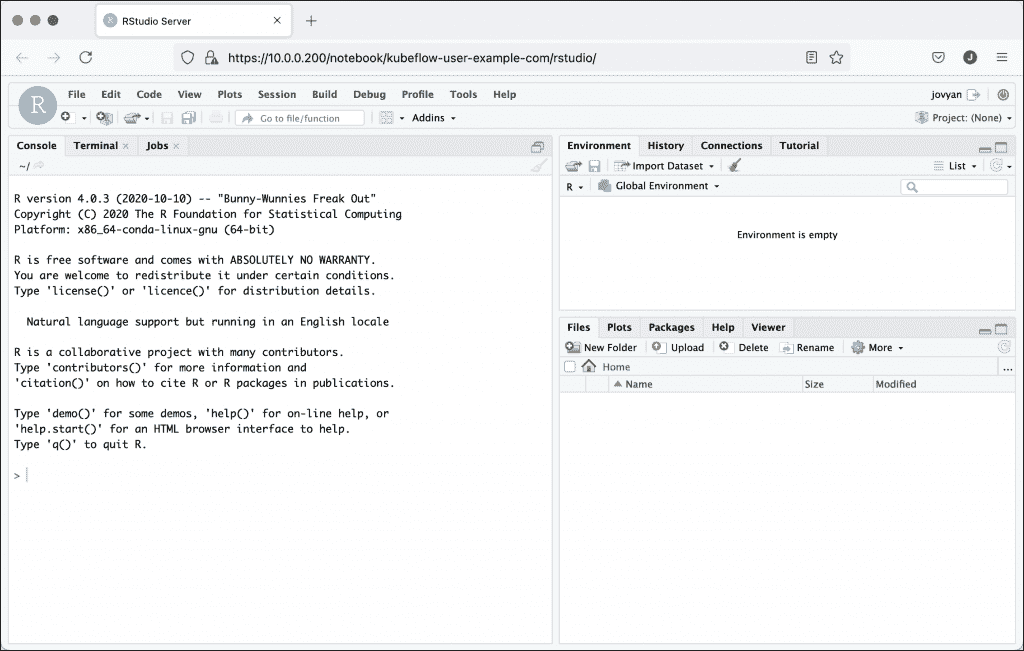 RStudio Server
https://10.0.0.200/notebook/kubeflow-user-example-com/rstudio/
J
R
File Edit Code View Plots Session Build Debug Profile Tools Help
jovyan
Go to file/function
Addins
Project: (None)
Console Terminal Jobs
~/
R version 4.0.3 (2020-10-10) -- "Bunny-Wunnies Freak Out"
Copyright (C) 2020 The R Foundation for Statistical Computing
Platform: x86_64-conda-linux-gnu (64-bit)
R is free software and comes with ABSOLUTELY NO WARRANTY.
You are welcome to redistribute it under certain conditions.
Type 'license()' or 'licence()' for distribution details.
Natural language support but running in an English locale
R is a collaborative project with many contributors.
Type 'contributors()' for more information and
'citation()' on how to cite R or R packages in publications.
Type 'demo()' for some demos, 'help()' for on-line help, or
'help.start()' for an HTML browser interface to help.
Type 'q()' to quit R.
>
Environment History Connections Tutorial
Import Dataset
List
R
Global Environment
Environment is empty
Files Plots Packages Help Viewer
New Folder Upload Delete Rename More
Home
...
Name Size Modified